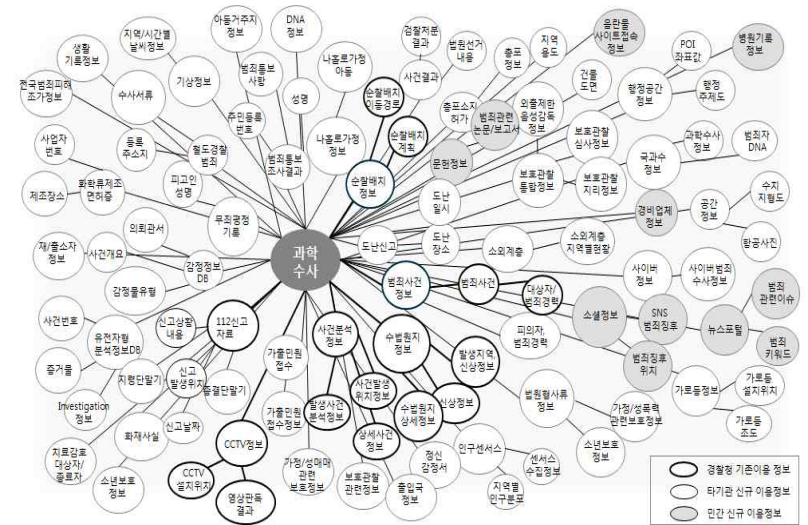 아동거주지
정보
DNA
정보
지역/시간별
날씨정보
생활
기록정보
전국범죄피해
조가정보
수사서류
기상정보
범죄통보
사항
성명
나홀로가정
아동
검찰처분
결과
법원선거
내용
사건결과
순찰배치
이동경로
총포
정보
지역
용도
음란물
사이트접속
정보
POI
좌표값
병원기록
정보
건물
도면
행정공간
정보
행정
주제도
총포소지
허가
범죄관련
논문/보고서
외출제한
음성감독
정보
주민등록
번호
나홀로가정
정보
순찰배치
계획
보호관찰
심사정보
과학수사
정보
범죄자
DNA
사업자
번호
등록
주소지
철도경찰
범죄
범죄통보
조사결과
문헌정보
국과수
정보
제조장소
화학류제조
면허증
피고인
성명
순찰배치
정보
보호관찰
통합정보
보호관찰
지리정보
도난
일시
경비업체
정보
공간
정보
수치
지형도
의뢰관서
무죄평정
기록
재/출소자
정보
사건개요
과학
수사
도난신고
도난
장소
소외계층
소외계층
지역별현황
항공사진
감정정보
DB
감정물유형
범죄사건
정보
범죄사건
대상자/
범죄경력
사이버
정보
사이버범죄
수사정보
범죄
관련이슈
사건번호
신고상황
내용
112신고
자료
사건분석
정보
수법원지
정보
피의자,
범죄경력
소셜정보
SNS
범죄징후
뉴스포털
범죄
키워드
유전자형
분석정보DB
가출민원
접수
발생지역,
신상정보
범죄징후
위치
증거물
지령단말기
신고
발생위치
종결단말기
사건발생
위치정보
신상정보
법원형사류
정보
가로등정보
가로등
설치위치
Investigation
정보
가출민원
접수정보
발생사건
분석정보
수법원지
상세정보
가정/성폭력
관련보호정보
가로등
조도
화재사실
신고날짜
CCTV정보
상세사건
정보
인구센서스
소년보호
정보
치료감호
대상자/
종료자
CCTV
설치위치
가정/성매매
관련
보호정보
보호관찰
관련정보
정신
감정서
센서스
수집정보
소년보호
정보
영상판독
결과
출입국
정보
지역별
인구분포
경찰청 기존이용 정보
타기관 신규 이용정보
민간 신규 이용정보